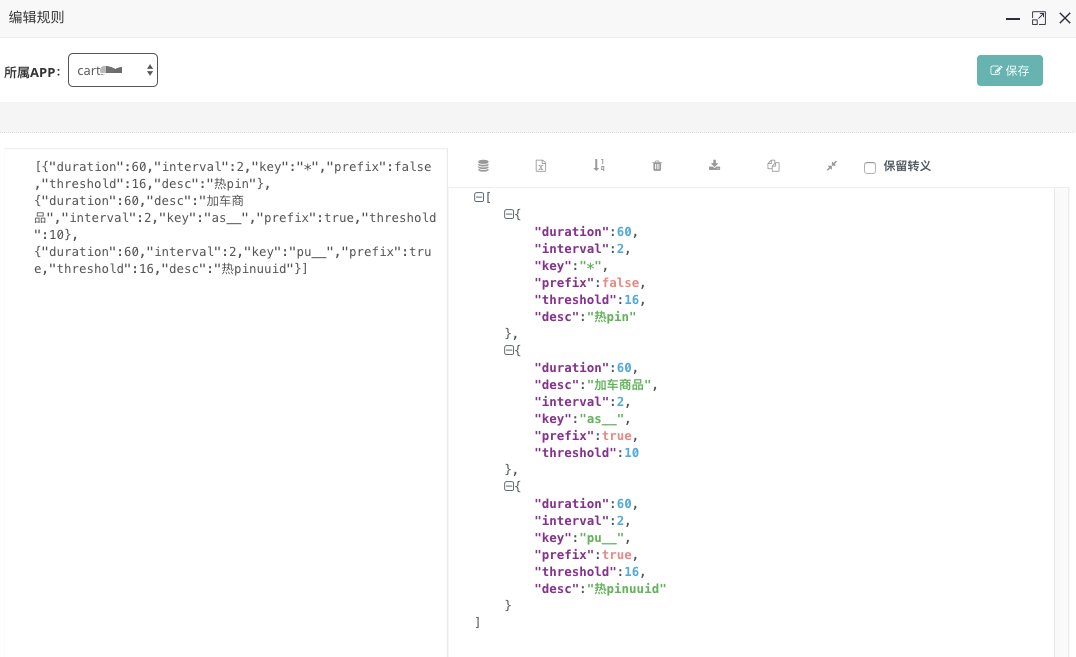 编辑规则
所属APP:
cart
保存
[{"duration":60,"interval":2,"key":"*","prefix":false
,"threshold":16,"desc":"热pin"},
{"duration":60,"desc":"加车商
品","interval":2,"key":"as__","prefix":true,"threshold
":10},
{"duration":60,"interval":2,"key":"pu__","prefix":tru
e,"threshold":16,"desc":"热pinuuid"}]
保留转义
[
{
"duration":60,
"interval":2,
"key":"*",
"prefix":false,
"threshold":16,
"desc":"热pin"
},
{
"duration":60,
"desc":"加车商品",
"interval":2,
"key":"as__",
"prefix":true,
"threshold":10
},
{
"duration":60,
"interval":2,
"key":"pu__",
"prefix":true,
"threshold":16,
"desc":"热pinuuid"
}
]